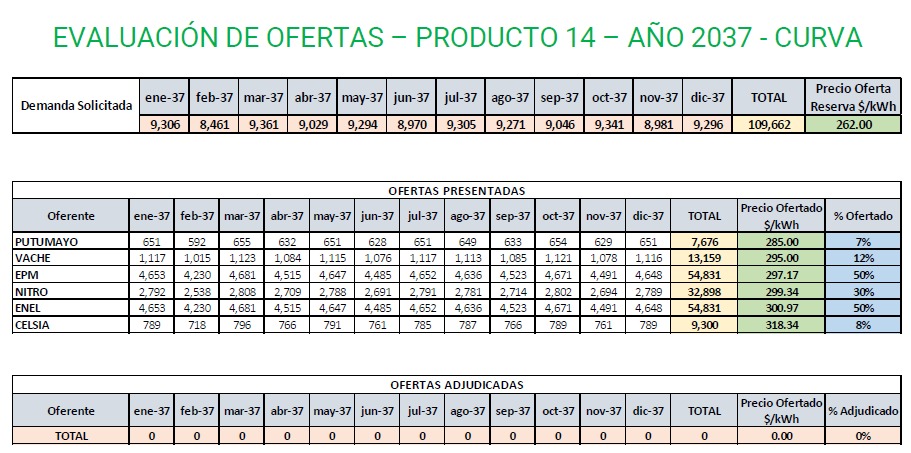 EVALUACIÓN DE OFERTAS – PRODUCTO 14 – AÑO 2037 - CURVA
Demanda Solicitada ene-37 feb-37 mar-37 abr-37 may-37 jun-37 jul-37 ago-37 sep-37 oct-37 nov-37 dic-37 TOTAL Precio Oferta Reserva $/kWh
9,306 8,461 9,361 9,029 9,294 8,970 9,305 9,271 9,046 9,341 8,981 9,296 109,662 262.00
OFERTAS PRESENTADAS
Oferente ene-37 feb-37 mar-37 abr-37 may-37 jun-37 jul-37 ago-37 sep-37 oct-37 nov-37 dic-37 TOTAL Precio Ofertado $/kWh % Ofertado
PUTUMAYO 651 592 655 632 651 628 651 649 633 654 629 651 7,676 285.00 7%
VACHE 1,117 1,015 1,123 1,084 1,115 1,076 1,117 1,113 1,085 1,121 1,078 1,116 13,159 295.00 12%
EPM 4,653 4,230 4,681 4,515 4,647 4,485 4,652 4,636 4,523 4,671 4,491 4,648 54,831 297.17 50%
NITRO 2,792 2,538 2,808 2,709 2,788 2,691 2,791 2,781 2,714 2,802 2,694 2,789 32,898 299.34 30%
ENEL 4,653 4,230 4,681 4,515 4,647 4,485 4,652 4,636 4,523 4,671 4,491 4,648 54,831 300.97 50%
CELSIA 789 718 796 766 791 761 785 787 766 789 761 789 9,300 318.34 8%
OFERTAS ADJUDICADAS
Oferente ene-37 feb-37 mar-37 abr-37 may-37 jun-37 jul-37 ago-37 sep-37 oct-37 nov-37 dic-37 TOTAL Precio Ofertado $/kWh % Adjudicado
TOTAL 0 0 0 0 0 0 0 0 0 0 0 0 0 0.00 0%